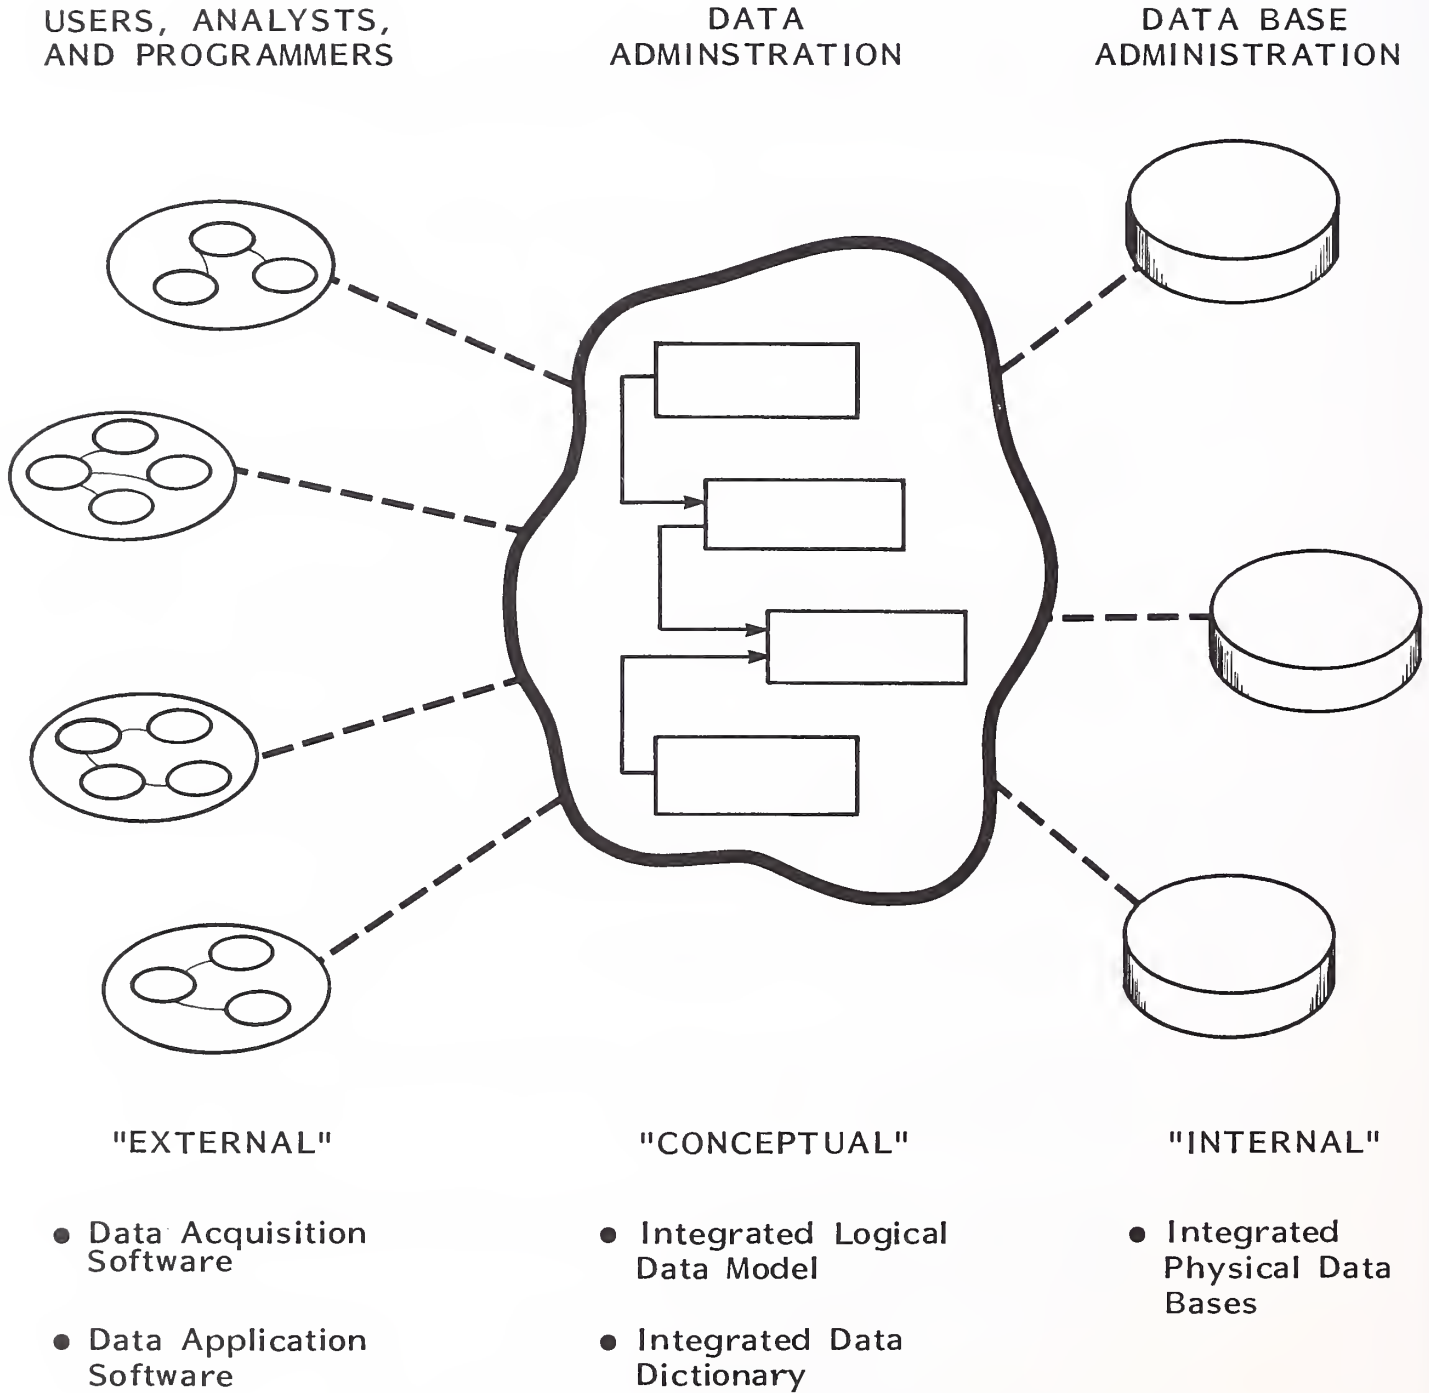 USERS, ANALYSTS,
AND PROGRAMMERS
DATA
ADMINSTRATION
DATA BASE
ADMINISTRATION
"EXTERNAL"
• Data Acquisition
Software
• Data Application
Software
"CONCEPTUAL"
• Integrated Logical
Data Model
• Integrated Data
Dictionary
"INTERNAL"
• Integrated
Physical Data
Bases